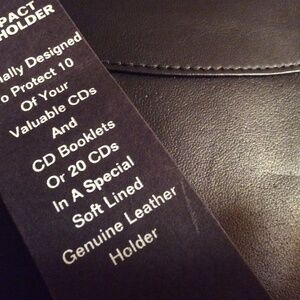 PACT
HOLDER
ially Designed
o Protect 10
Of Your
Valuable CDs
And
CD Booklets
Or 20 CDs
In A Special
Soft Lined
Genuine Leather
Holder